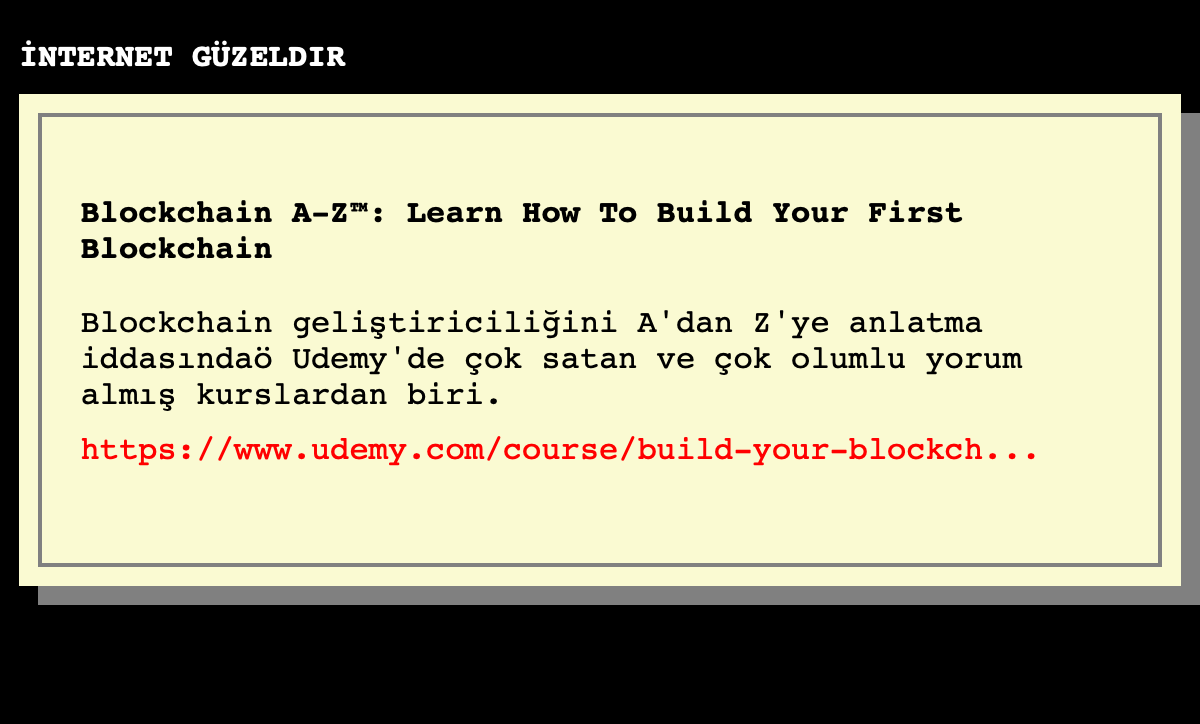 İNTERNET GÜZELDIR
Blockchain A-Z™: Learn How To Build Your First
Blockchain
Blockchain geliştiriciliğini A'dan Z'ye anlatma
iddasındaö Udemy'de çok satan ve çok olumlu yorum
almış kurslardan biri.
https://www.udemy.com/course/build-your-blockch...